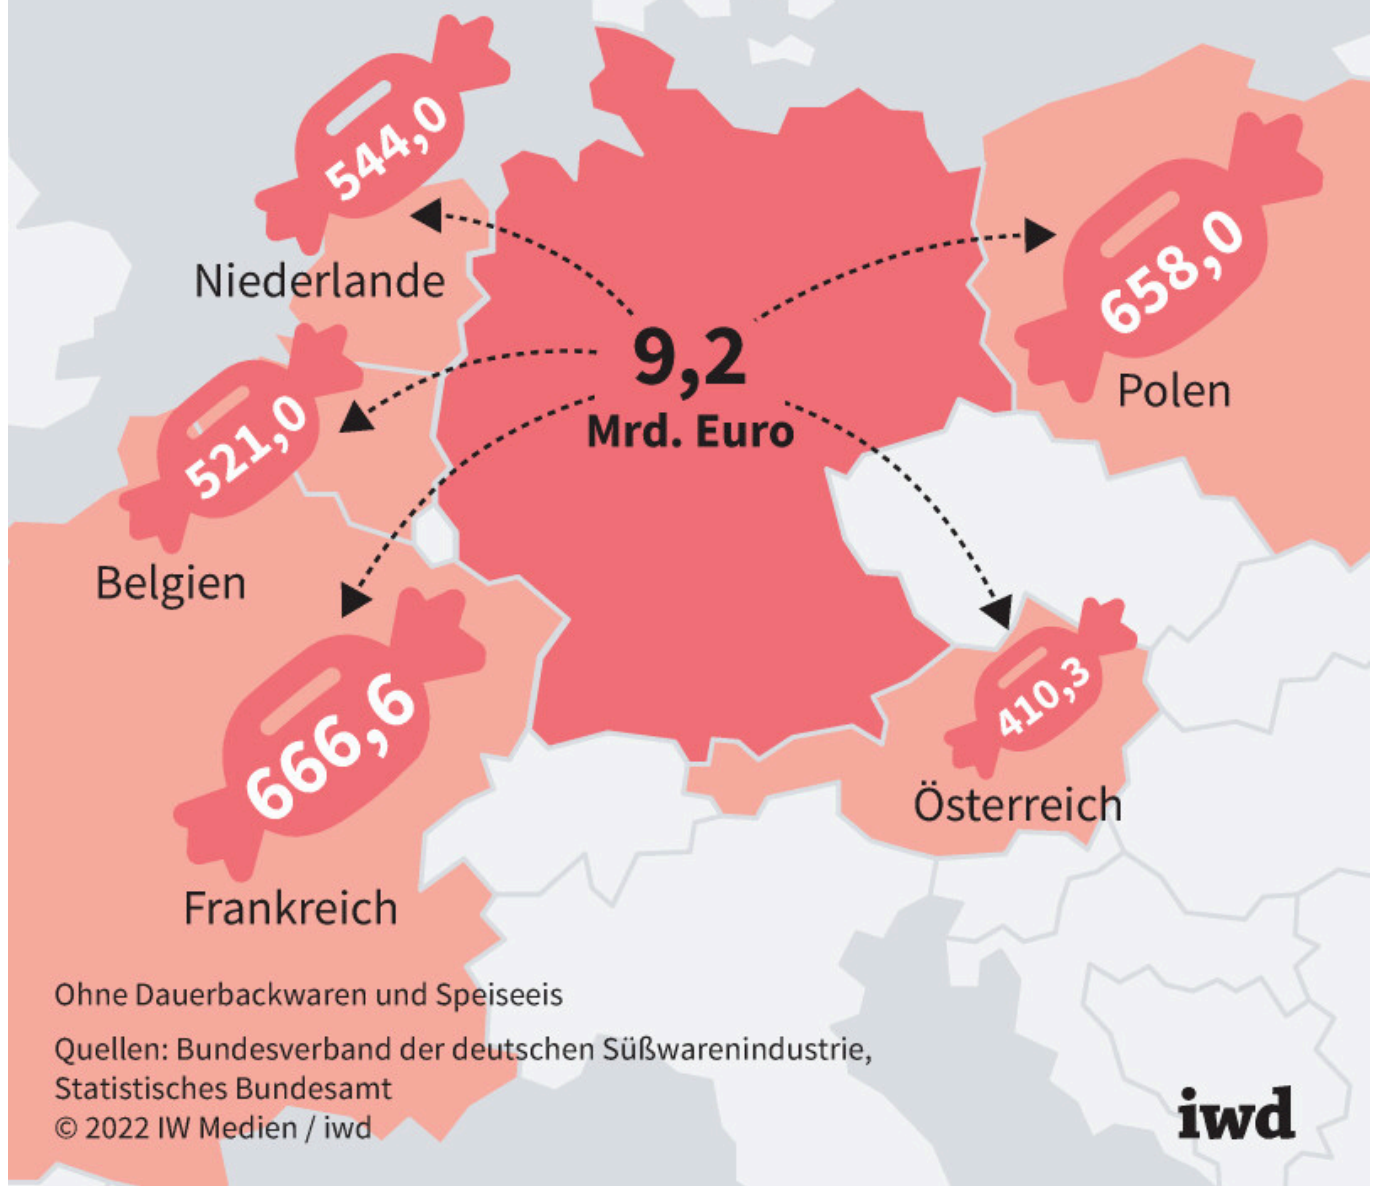 544,0
Niederlande
658,0
Polen
9,2
Mrd. Euro
521,0
Belgien
666,6
Frankreich
410,3
Österreich
Ohne Dauerbackwaren und Speiseeis
Quellen: Bundesverband der deutschen Süßwarenindustrie,
Statistisches Bundesamt
© 2022 IW Medien / iwd
iwd